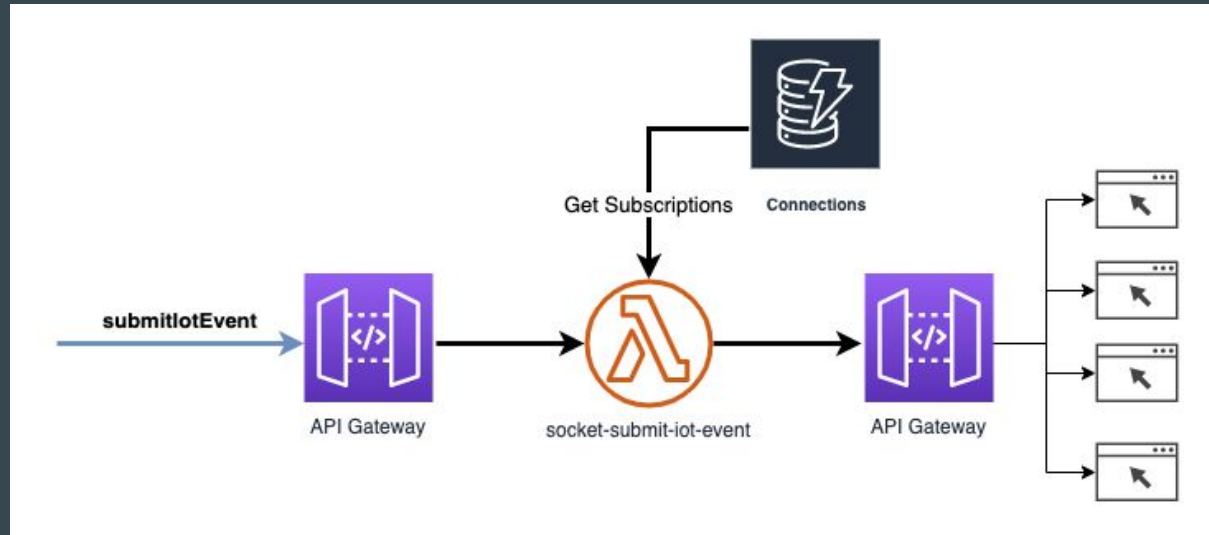 Get Subscriptions
Connections
submitIotEvent
API Gateway
socket-submit-iot-event
API Gateway